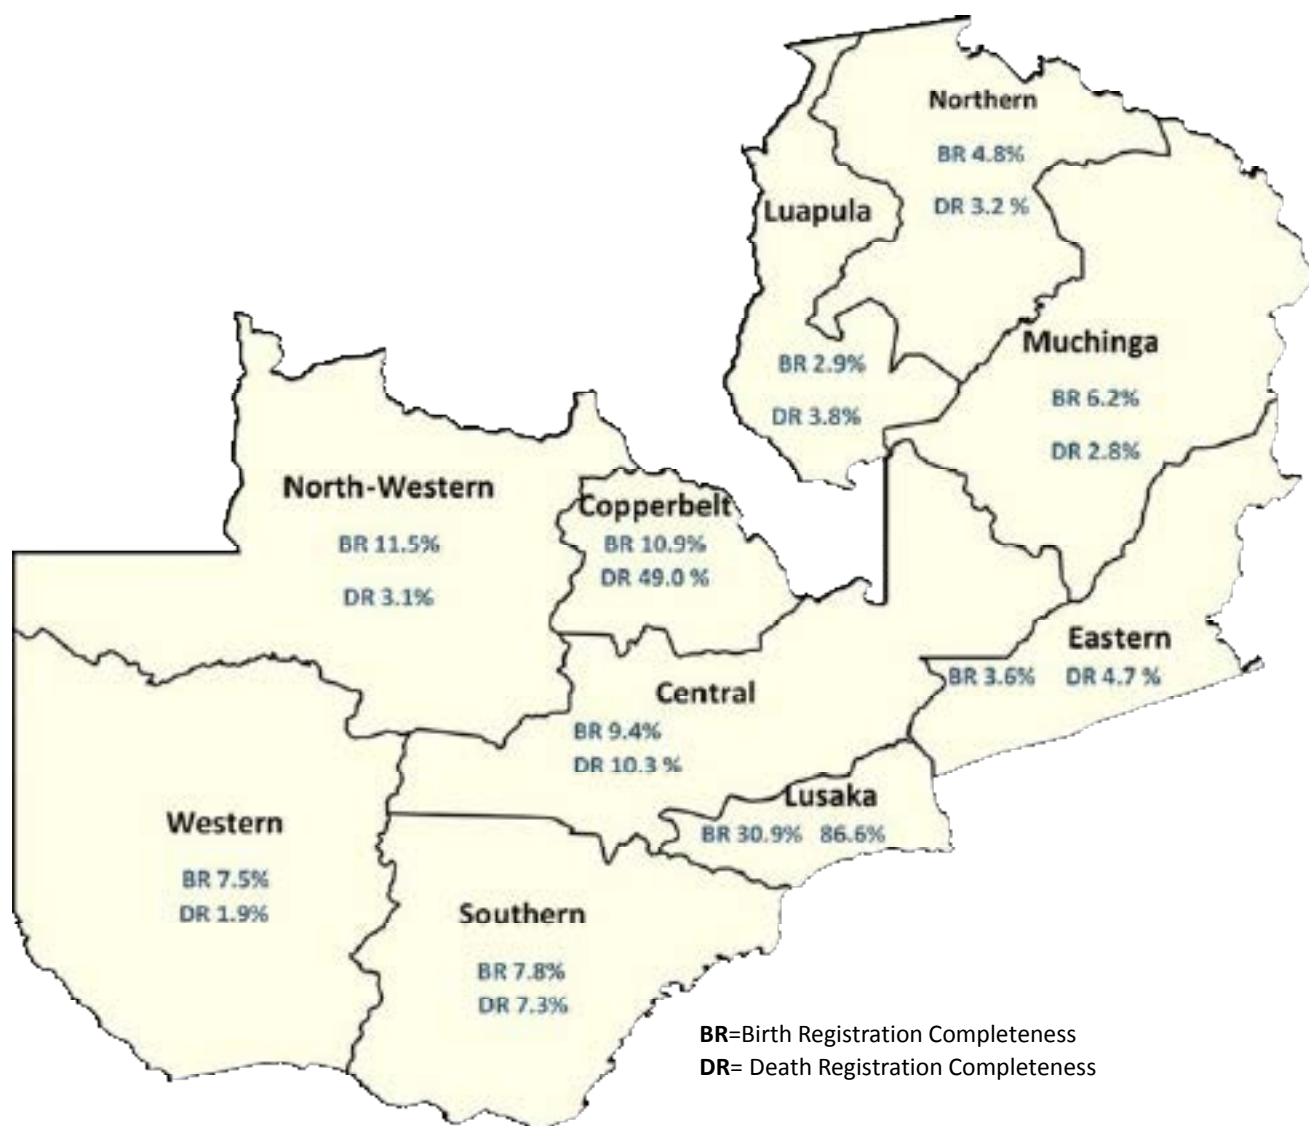 Northern
BR 4.8%
DR 3.2 %
Luapula
BR 2.9%
DR 3.8%
Muchinga
BR 6.2%
DR 2.8%
North-Western
BR 11.5%
DR 3.1%
Copperbelt
BR 10.9%
DR 49.0 %
Eastern
BR 3.6% DR 4.7 %
Central
BR 9.4%
DR 10.3 %
Lusaka
BR 30.9% 86.6%
Western
BR 7.5%
DR 1.9%
Southern
BR 7.8%
DR 7.3%
BR=Birth Registration Completeness
DR= Death Registration Completeness